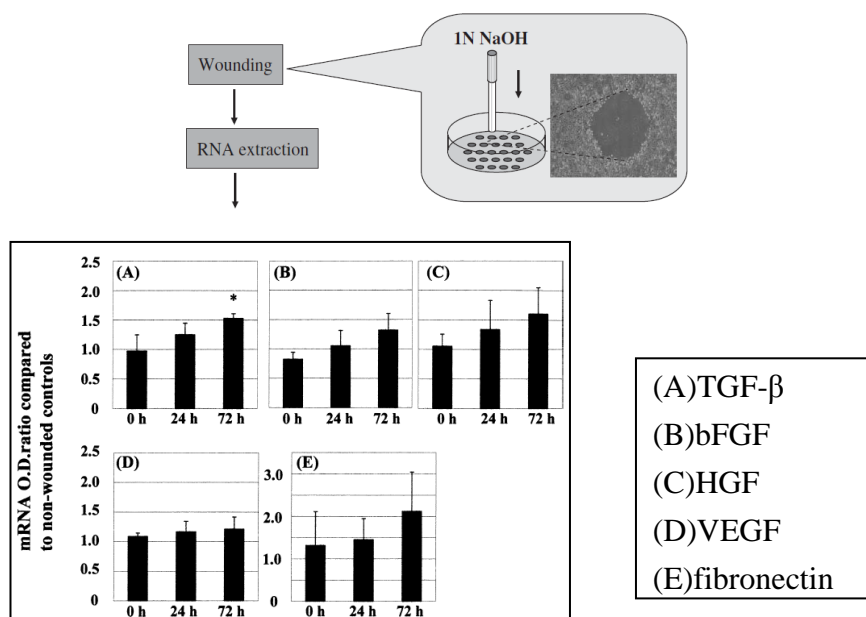 1N NaOH
Wounding
RNA extraction
mRNA O.D.ratio compared
to non-wounded controls
2.5
2.0
1.5
1.0
0.5
0
(A)
*
0 h 24 h 72 h
(B)
0 h 24 h 72 h
(C)
0 h 24 h 72 h
2.5
2.0
1.5
1.0
0.5
0
(D)
0 h 24 h 72 h
3.0
2.0
1.0
0
(E)
0 h 24 h 72 h
(A)TGF-β
(B)bFGF
(C)HGF
(D)VEGF
(E)fibronectin